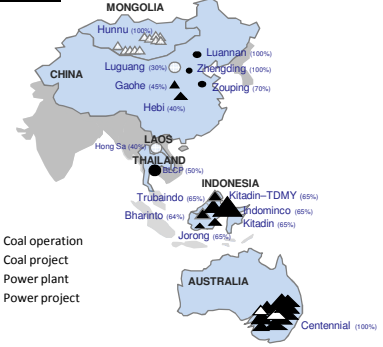 MONGOLIA
Hunnu (100%)
Luannan (100%)
Luguang (30%)
Zhengding (100%)
CHINA
Gaohe (45%)
Zouping (70%)
Hebi (40%)
LAOS
Hong Sa (40%)
THAILAND
BLCP (50%)
INDONESIA
Trubaindo (65%)
Kitadin–TDMY (65%)
Bharinto (64%)
Indominco (65%)
Kitadin (65%)
Jorong (65%)
Coal operation
Coal project
Power plant
Power project
AUSTRALIA
Centennial (100%)